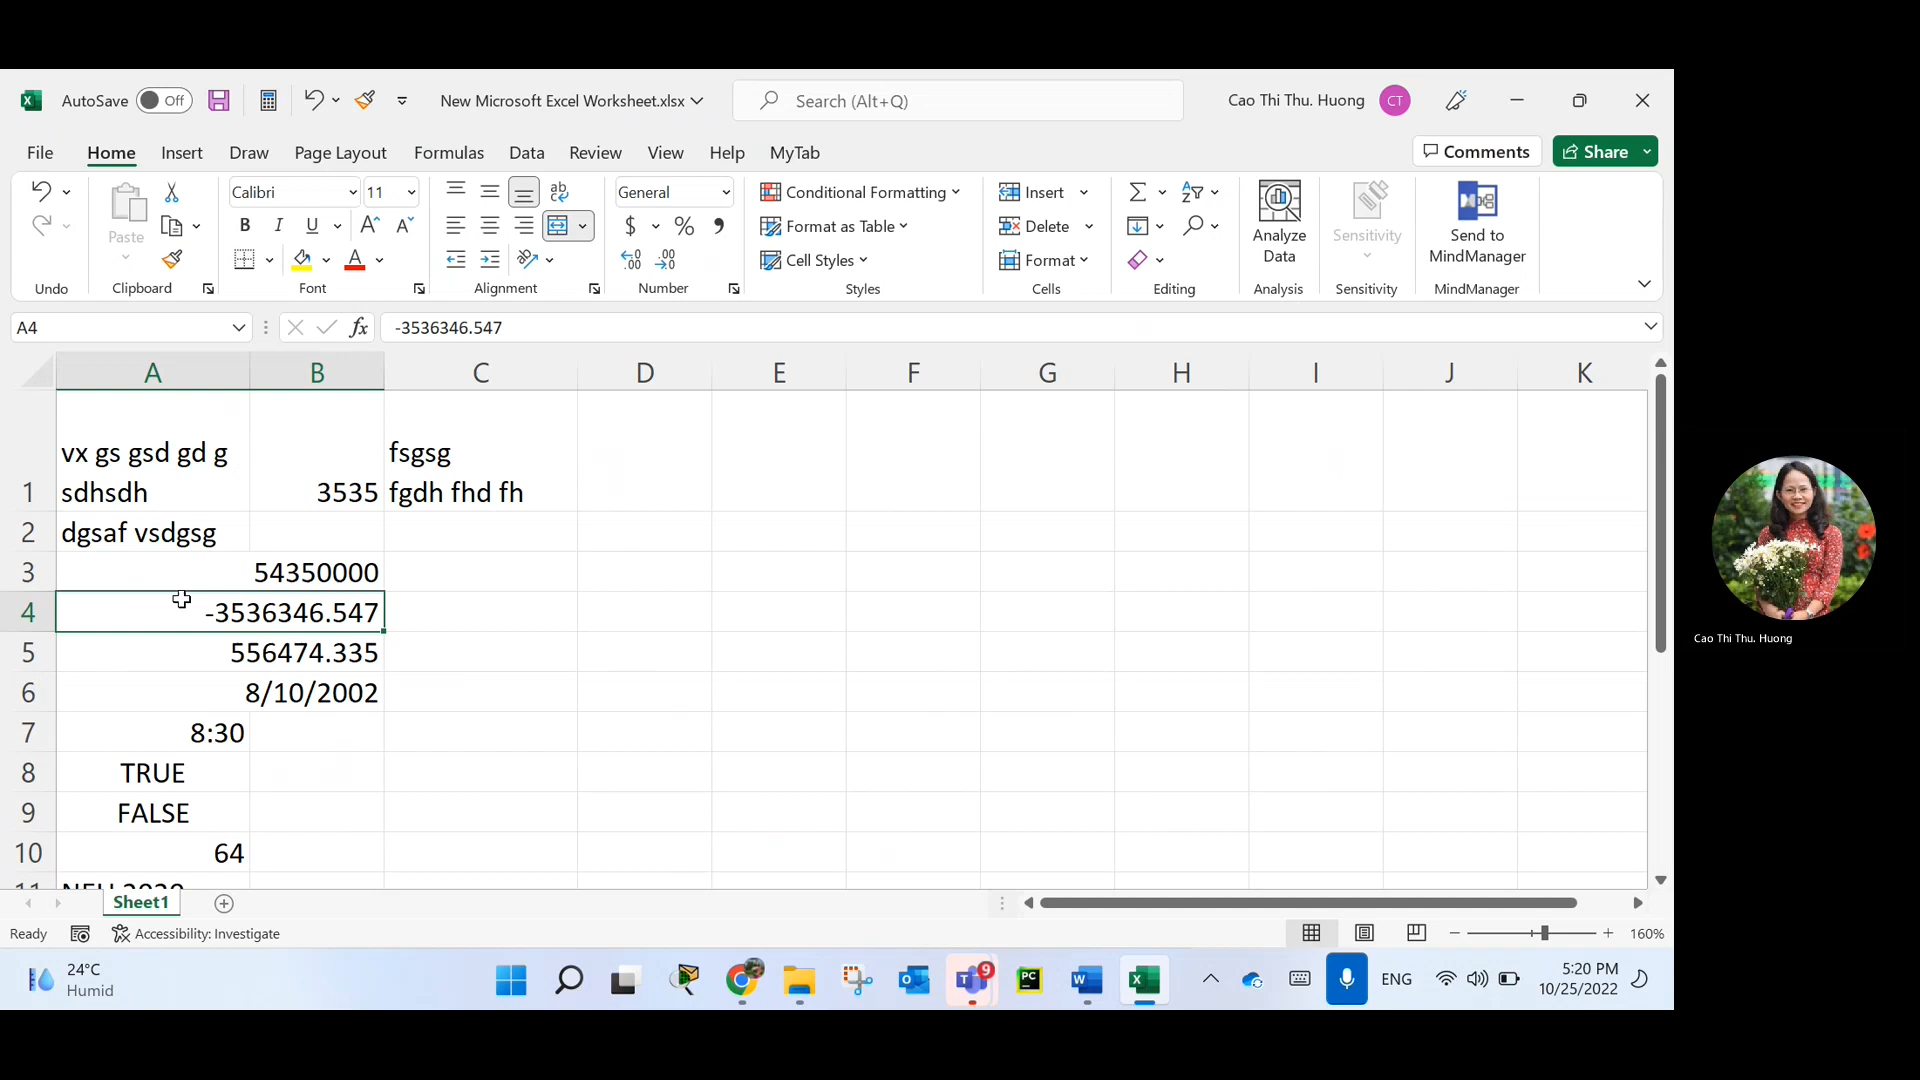 AutoSave Off New Microsoft Excel Worksheet.xlsx Search (Alt+Q) Cao Thi Thu. Huong CT
File Home Insert Draw Page Layout Formulas Data Review View Help MyTab Comments Share
Calibri 11 General Conditional Formatting Insert
Paste B I U $ % Format as Table Delete Analyze Data Sensitivity Send to MindManager
Cell Styles Format
Undo Clipboard Font Alignment Number Styles Cells Editing Analysis Sensitivity MindManager
A4 fx -3536346.547
A B C D E F G H I J K
vx gs gsd gd g fsgsg
1 sdhsdh 3535 fgdh fhd fh
2 dgsaf vsdgsg
3 54350000
4 -3536346.547
5 556474.335
6 8/10/2002
7 8:30
8 TRUE
9 FALSE
10 64
Sheet1
Ready Accessibility: Investigate 160%
24°C
Humid
9
PC
ENG
5:20 PM
10/25/2022
Cao Thi Thu. Huong